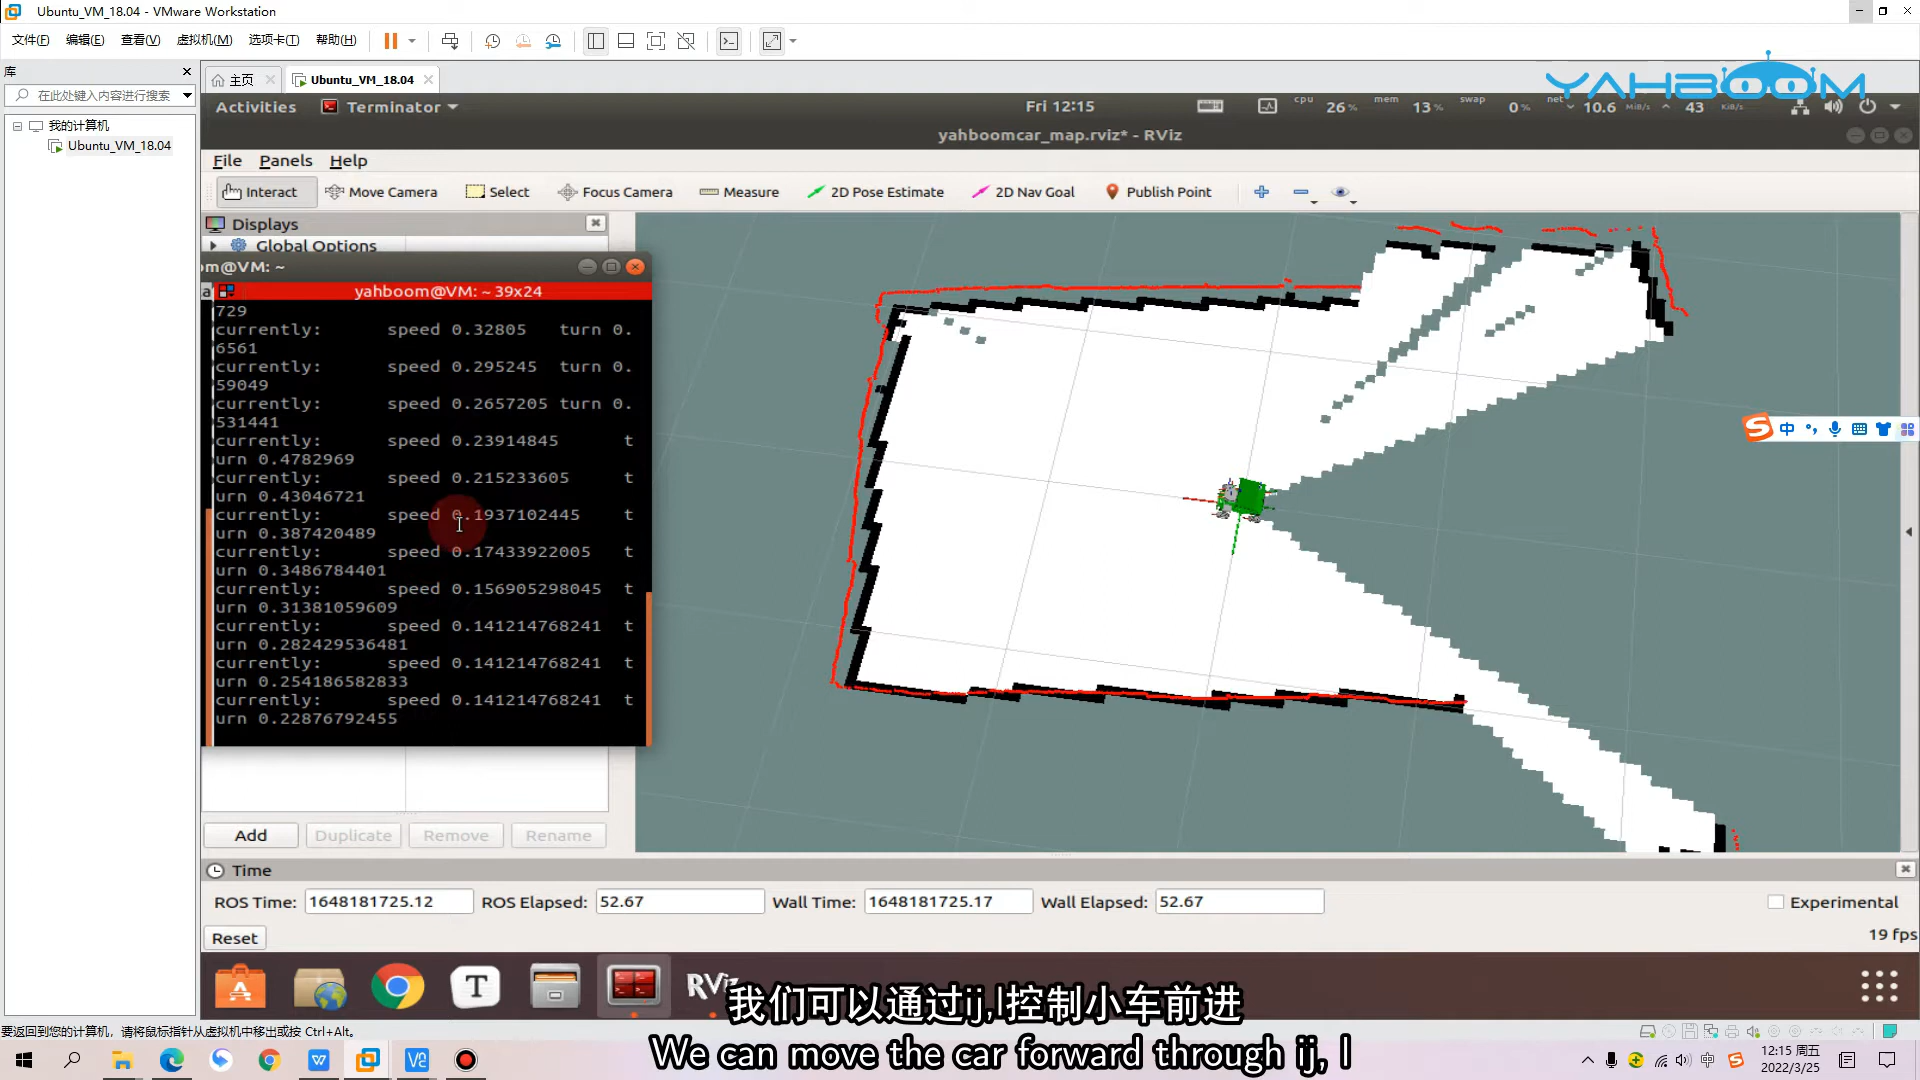 Ubuntu_VM_18.04 - VMware Workstation
文件(F) 编辑(E) 查看(V) 虚拟机(M) 选项卡(T) 帮助(H)
库
主页 Ubuntu_VM_18.04
YAHBOOM
在此处键入内容进行搜索
我的计算机
Ubuntu_VM_18.04
Activities Terminator Fri 12:15 cpu 26% mem 13% swap 0% net 10.6 MiB/s 43 KiB/s
yahboomcar_map.rviz* - RViz
File Panels Help
Interact Move Camera Select Focus Camera Measure 2D Pose Estimate 2D Nav Goal Publish Point
Displays
Global Options
om@VM: ~
a yahboom@VM: ~ 39x24
729
currently: speed 0.32805 turn 0.
6561
currently: speed 0.295245 turn 0.
59049
currently: speed 0.2657205 turn 0.
531441
currently: speed 0.23914845 t
urn 0.4782969
currently: speed 0.215233605 t
urn 0.43046721
currently: speed 0.1937102445 t
urn 0.387420489
currently: speed 0.17433922005 t
urn 0.3486784401
currently: speed 0.156905298045 t
urn 0.31381059609
currently: speed 0.141214768241 t
urn 0.282429536481
currently: speed 0.141214768241 t
urn 0.254186582833
currently: speed 0.141214768241 t
urn 0.22876792455
中
Add Duplicate Remove Rename
Time
ROS Time: 1648181725.12 ROS Elapsed: 52.67 Wall Time: 1648181725.17 Wall Elapsed: 52.67 Experimental
Reset 19 fps
T RViz
我们可以通过ij,l控制小车前进
要返回到您的计算机，请将鼠标指针从虚拟机中移出或按 Ctrl+Alt。
We can move the car forward through ij, l
中 12:15 周五
2022/3/25